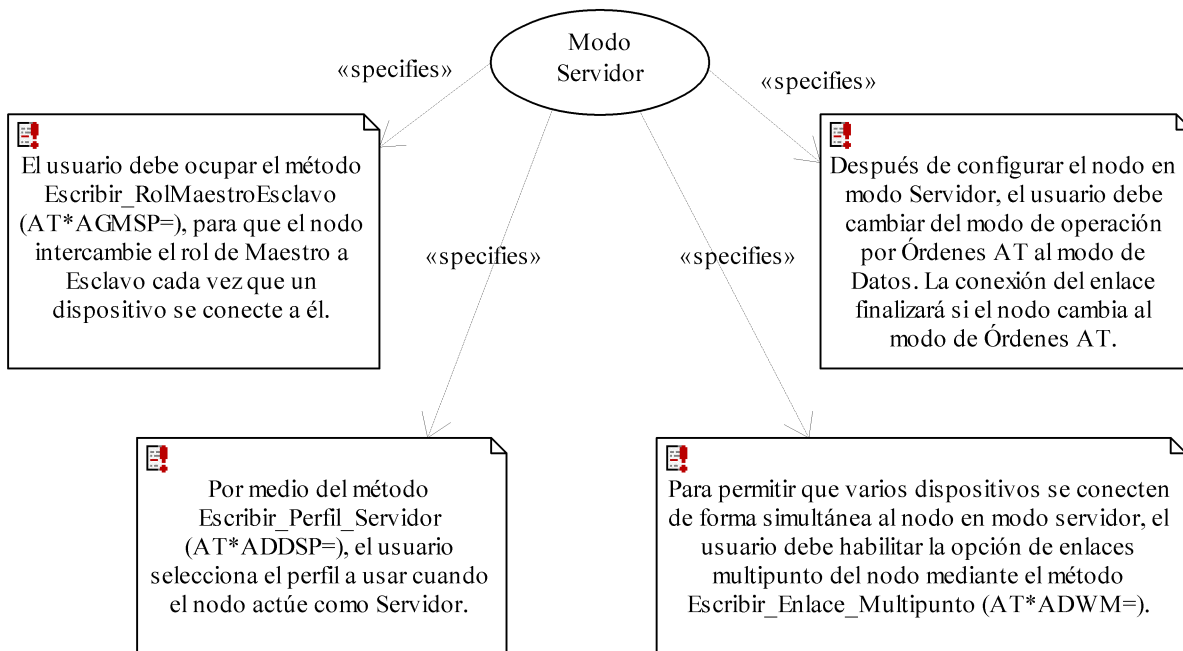 Modo
Servidor
«specifies»
«specifies»
El usuario debe ocupar el método
Escribir_RolMaestroEsclavo
(AT*AGMSP=), para que el nodo
intercambie el rol de Maestro a
Esclavo cada vez que un
dispositivo se conecte a él.
Después de configurar el nodo en
modo Servidor, el usuario debe
cambiar del modo de operación
por Órdenes AT al modo de
Datos. La conexión del enlace
finalizará si el nodo cambia al
modo de Órdenes AT.
«specifies»
«specifies»
Por medio del método
Escribir_Perfil_Servidor
(AT*ADDSP=), el usuario
selecciona el perfil a usar cuando
el nodo actúe como Servidor.
Para permitir que varios dispositivos se conecten
de forma simultánea al nodo en modo servidor, el
usuario debe habilitar la opción de enlaces
multipunto del nodo mediante el método
Escribir_Enlace_Multipunto (AT*ADWM=).